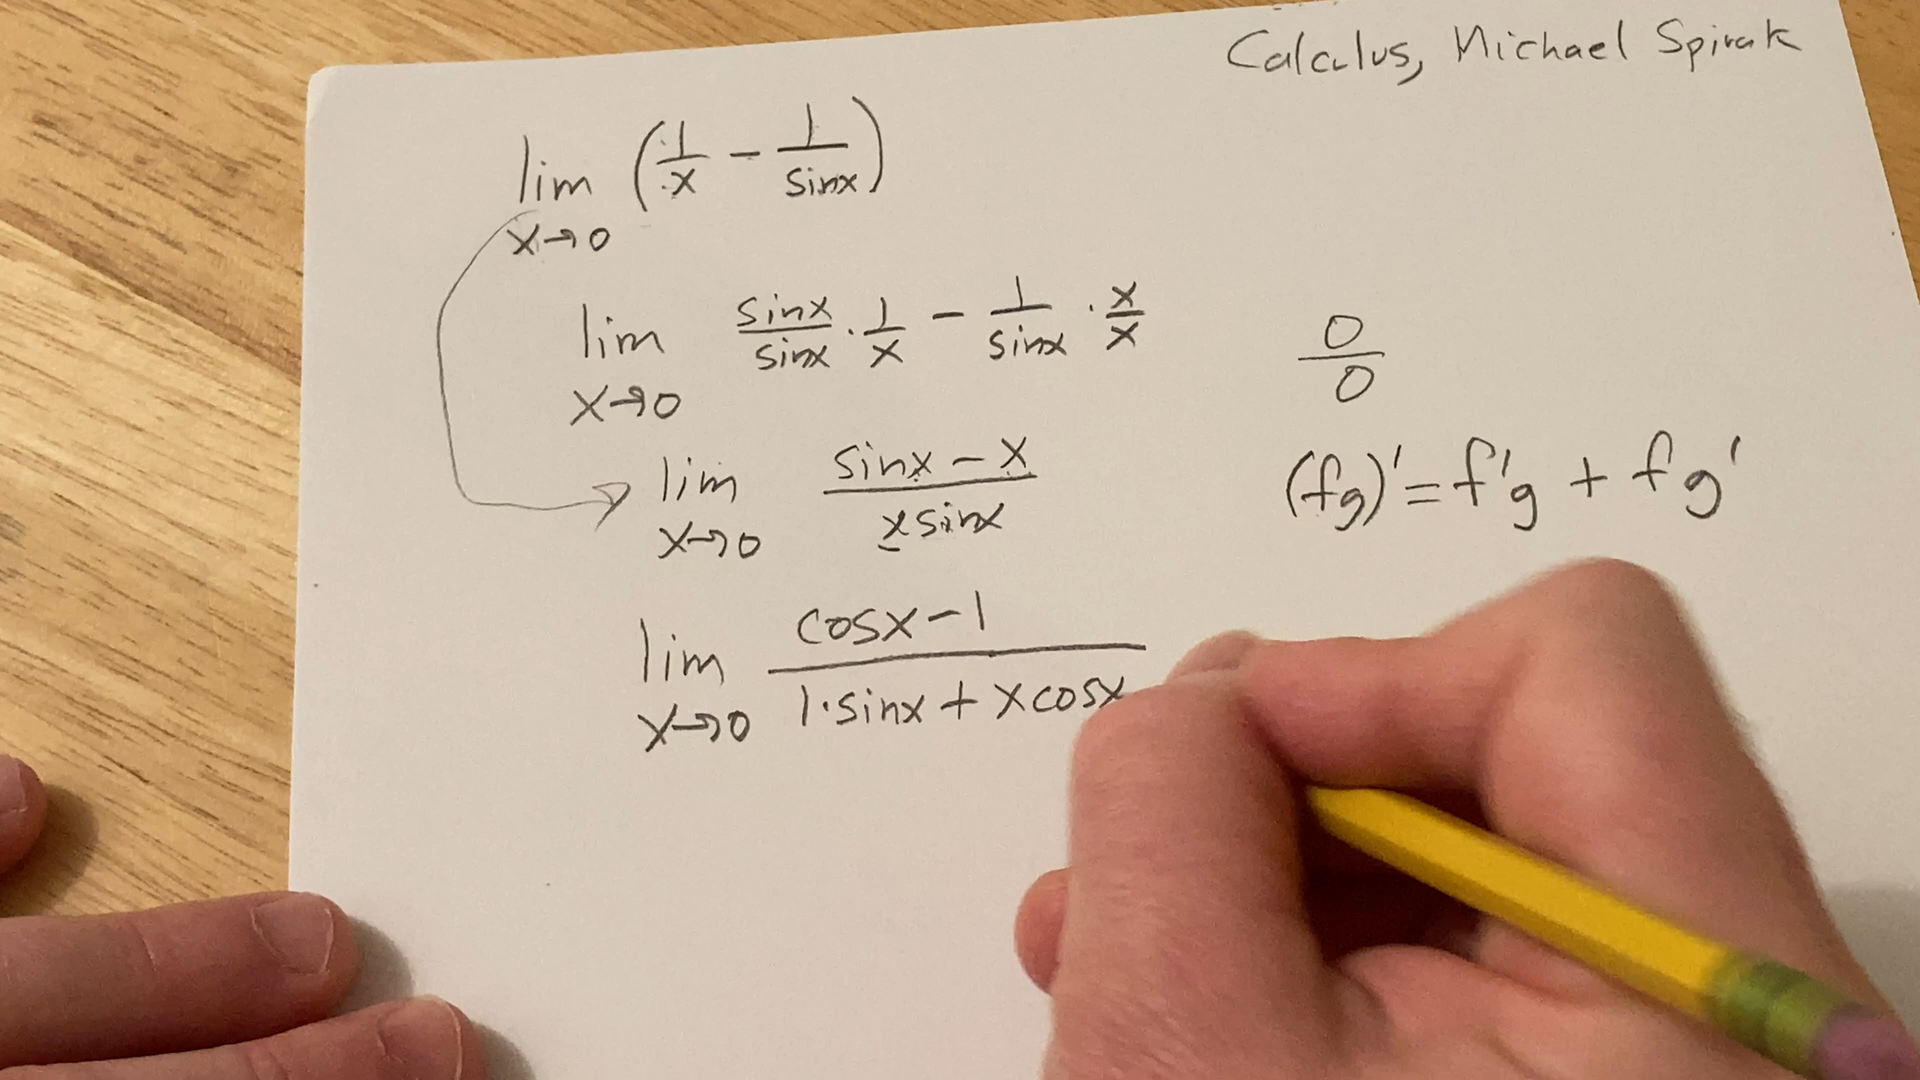 Calculus, Michael Spivak
lim x→0 (1/x - 1/sinx)
lim x→0 sinx/sinx · 1/x - 1/sinx · x/x
0/0
lim x→0 (sinx - x)/(x sinx)
(fg)' = f'g + fg'
lim x→0 (cosx - 1)/(1·sinx + xcosx)